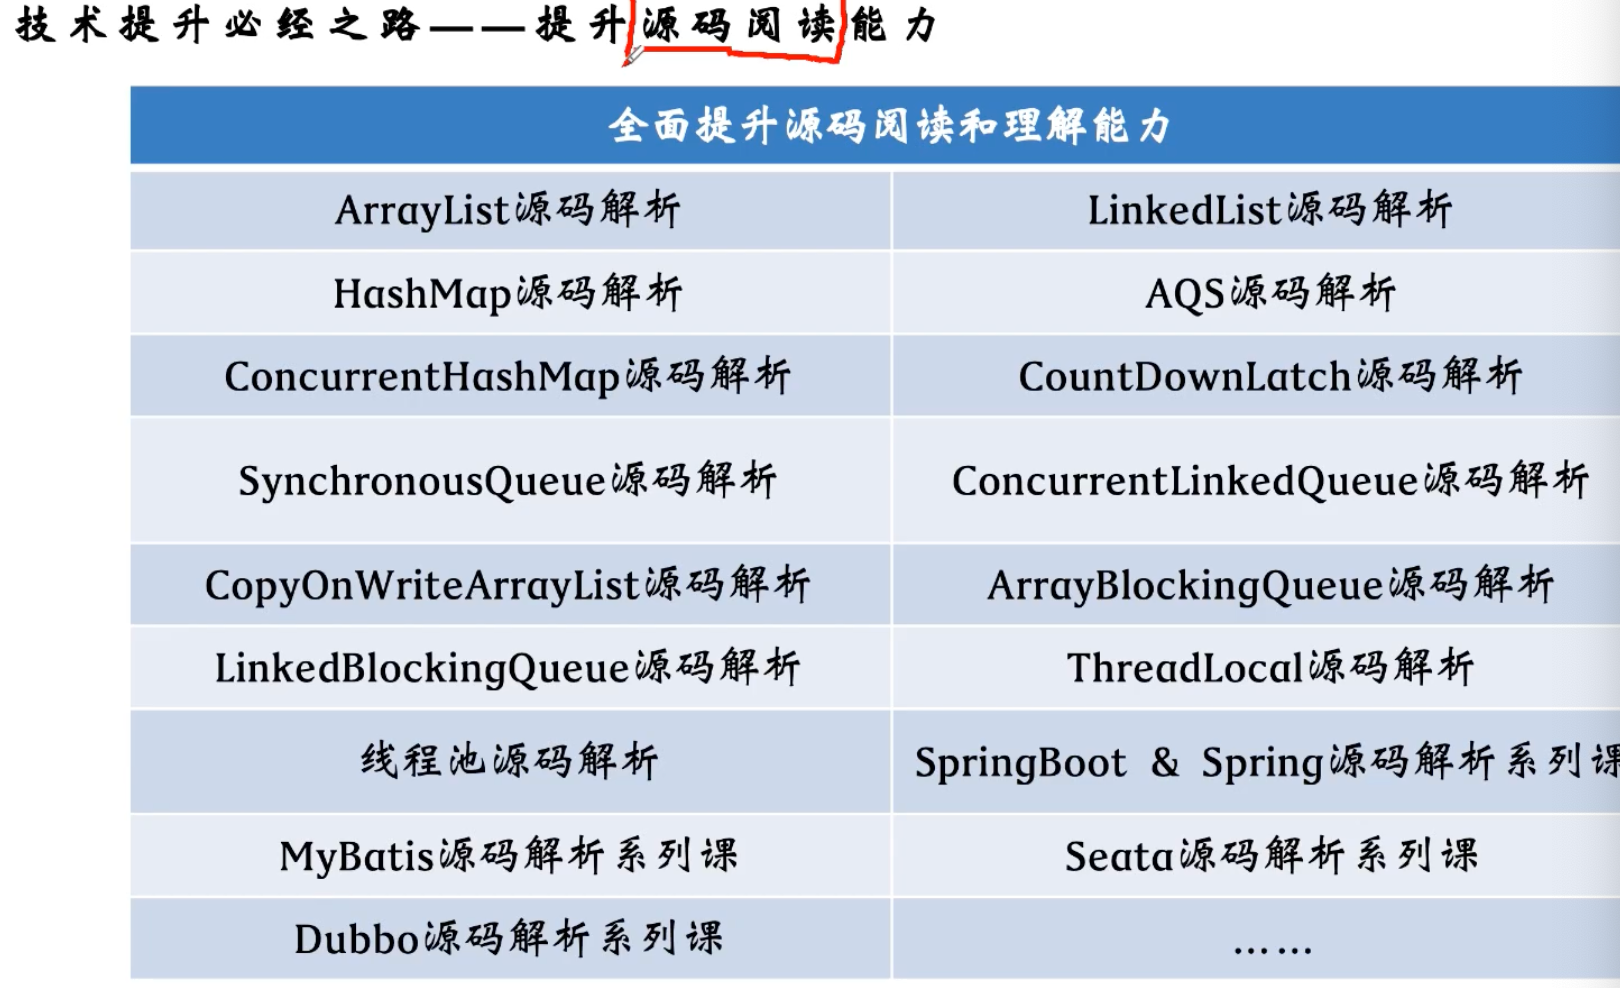 技术提升必经之路——提升源码阅读能力
全面提升源码阅读和理解能力
ArrayList源码解析
LinkedList源码解析
HashMap源码解析
AQS源码解析
ConcurrentHashMap源码解析
CountDownLatch源码解析
SynchronousQueue源码解析
ConcurrentLinkedQueue源码解析
CopyOnWriteArrayList源码解析
ArrayBlockingQueue源码解析
LinkedBlockingQueue源码解析
ThreadLocal源码解析
线程池源码解析
SpringBoot & Spring源码解析系列课
MyBatis源码解析系列课
Seata源码解析系列课
Dubbo源码解析系列课
……